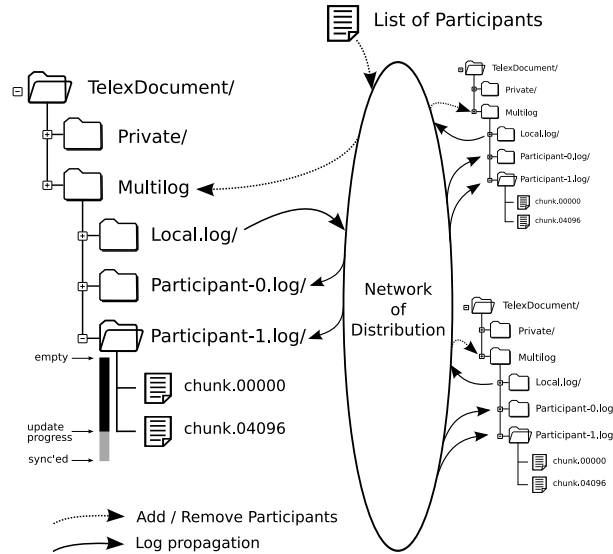 List of Participants
TelexDocument/
Private/
Multilog
Local.log/
Participant-0.log/
Participant-1.log/
empty
chunk.00000
update
progress
chunk.04096
sync'ed
Network
of
Distribution
TelexDocument/
Private/
Multilog
Local.log/
Participant-0.log/
Participant-1.log/
chunk.00000
chunk.04096
TelexDocument/
Private/
Multilog
Local.log/
Participant-0.log
Participant-1.log
chunk.00000
chunk.04096
Add / Remove Participants
Log propagation